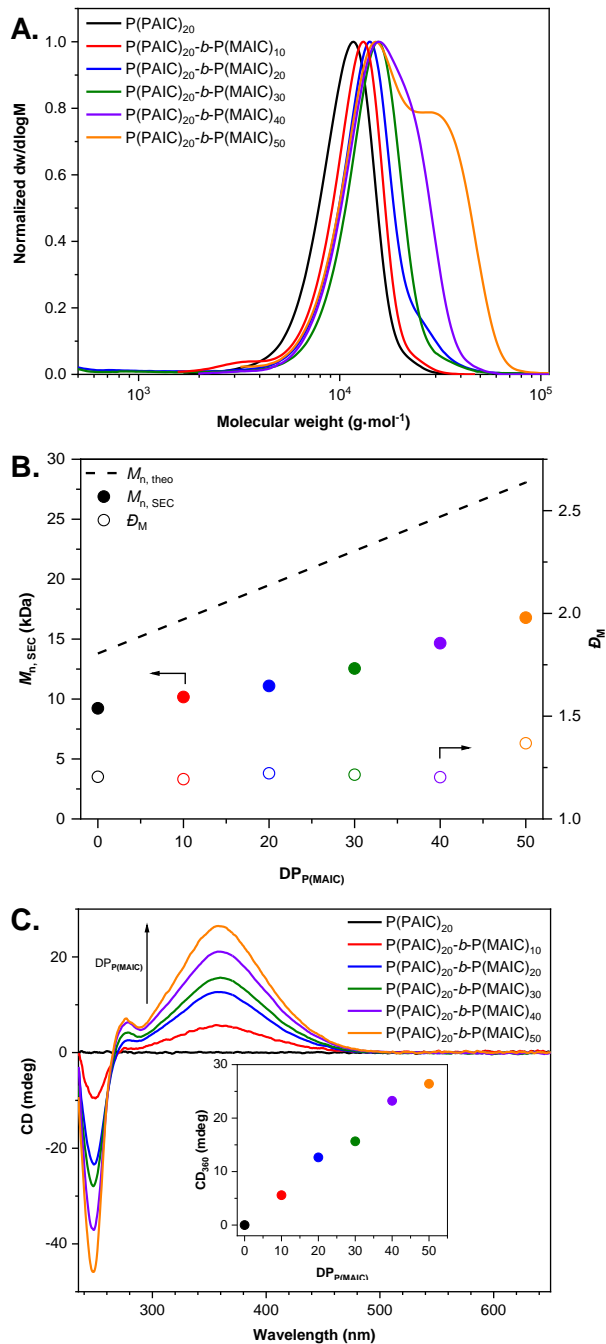 A.
P(PAIC)20
P(PAIC)20-b-P(MAIC)10
P(PAIC)20-b-P(MAIC)20
P(PAIC)20-b-P(MAIC)30
P(PAIC)20-b-P(MAIC)40
P(PAIC)20-b-P(MAIC)50
1.0
0.8
0.6
0.4
0.2
0.0
Normalized dw/dlogM
10³ 10⁴ 10⁵
Molecular weight (g·mol⁻¹)
B.
Mn, theo
Mn, SEC
ĐM
30
25
20
15
10
5
0
Mn, SEC (kDa)
2.5
2.0
1.5
1.0
ĐM
0 10 20 30 40 50
DPP(MAIC)
C.
DPP(MAIC)
P(PAIC)20
P(PAIC)20-b-P(MAIC)10
P(PAIC)20-b-P(MAIC)20
P(PAIC)20-b-P(MAIC)30
P(PAIC)20-b-P(MAIC)40
P(PAIC)20-b-P(MAIC)50
20
0
-20
-40
CD (mdeg)
30
20
10
0
CD360 (mdeg)
0 10 20 30 40 50
DPP(MAIC)
300 400 500 600
Wavelength (nm)